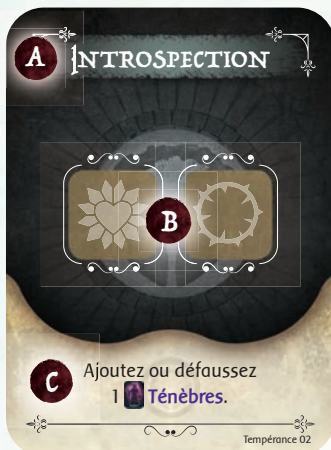 A INTROSPECTION
B
C Ajoutez ou défaussez
1 Ténèbres.
Tempérance 02